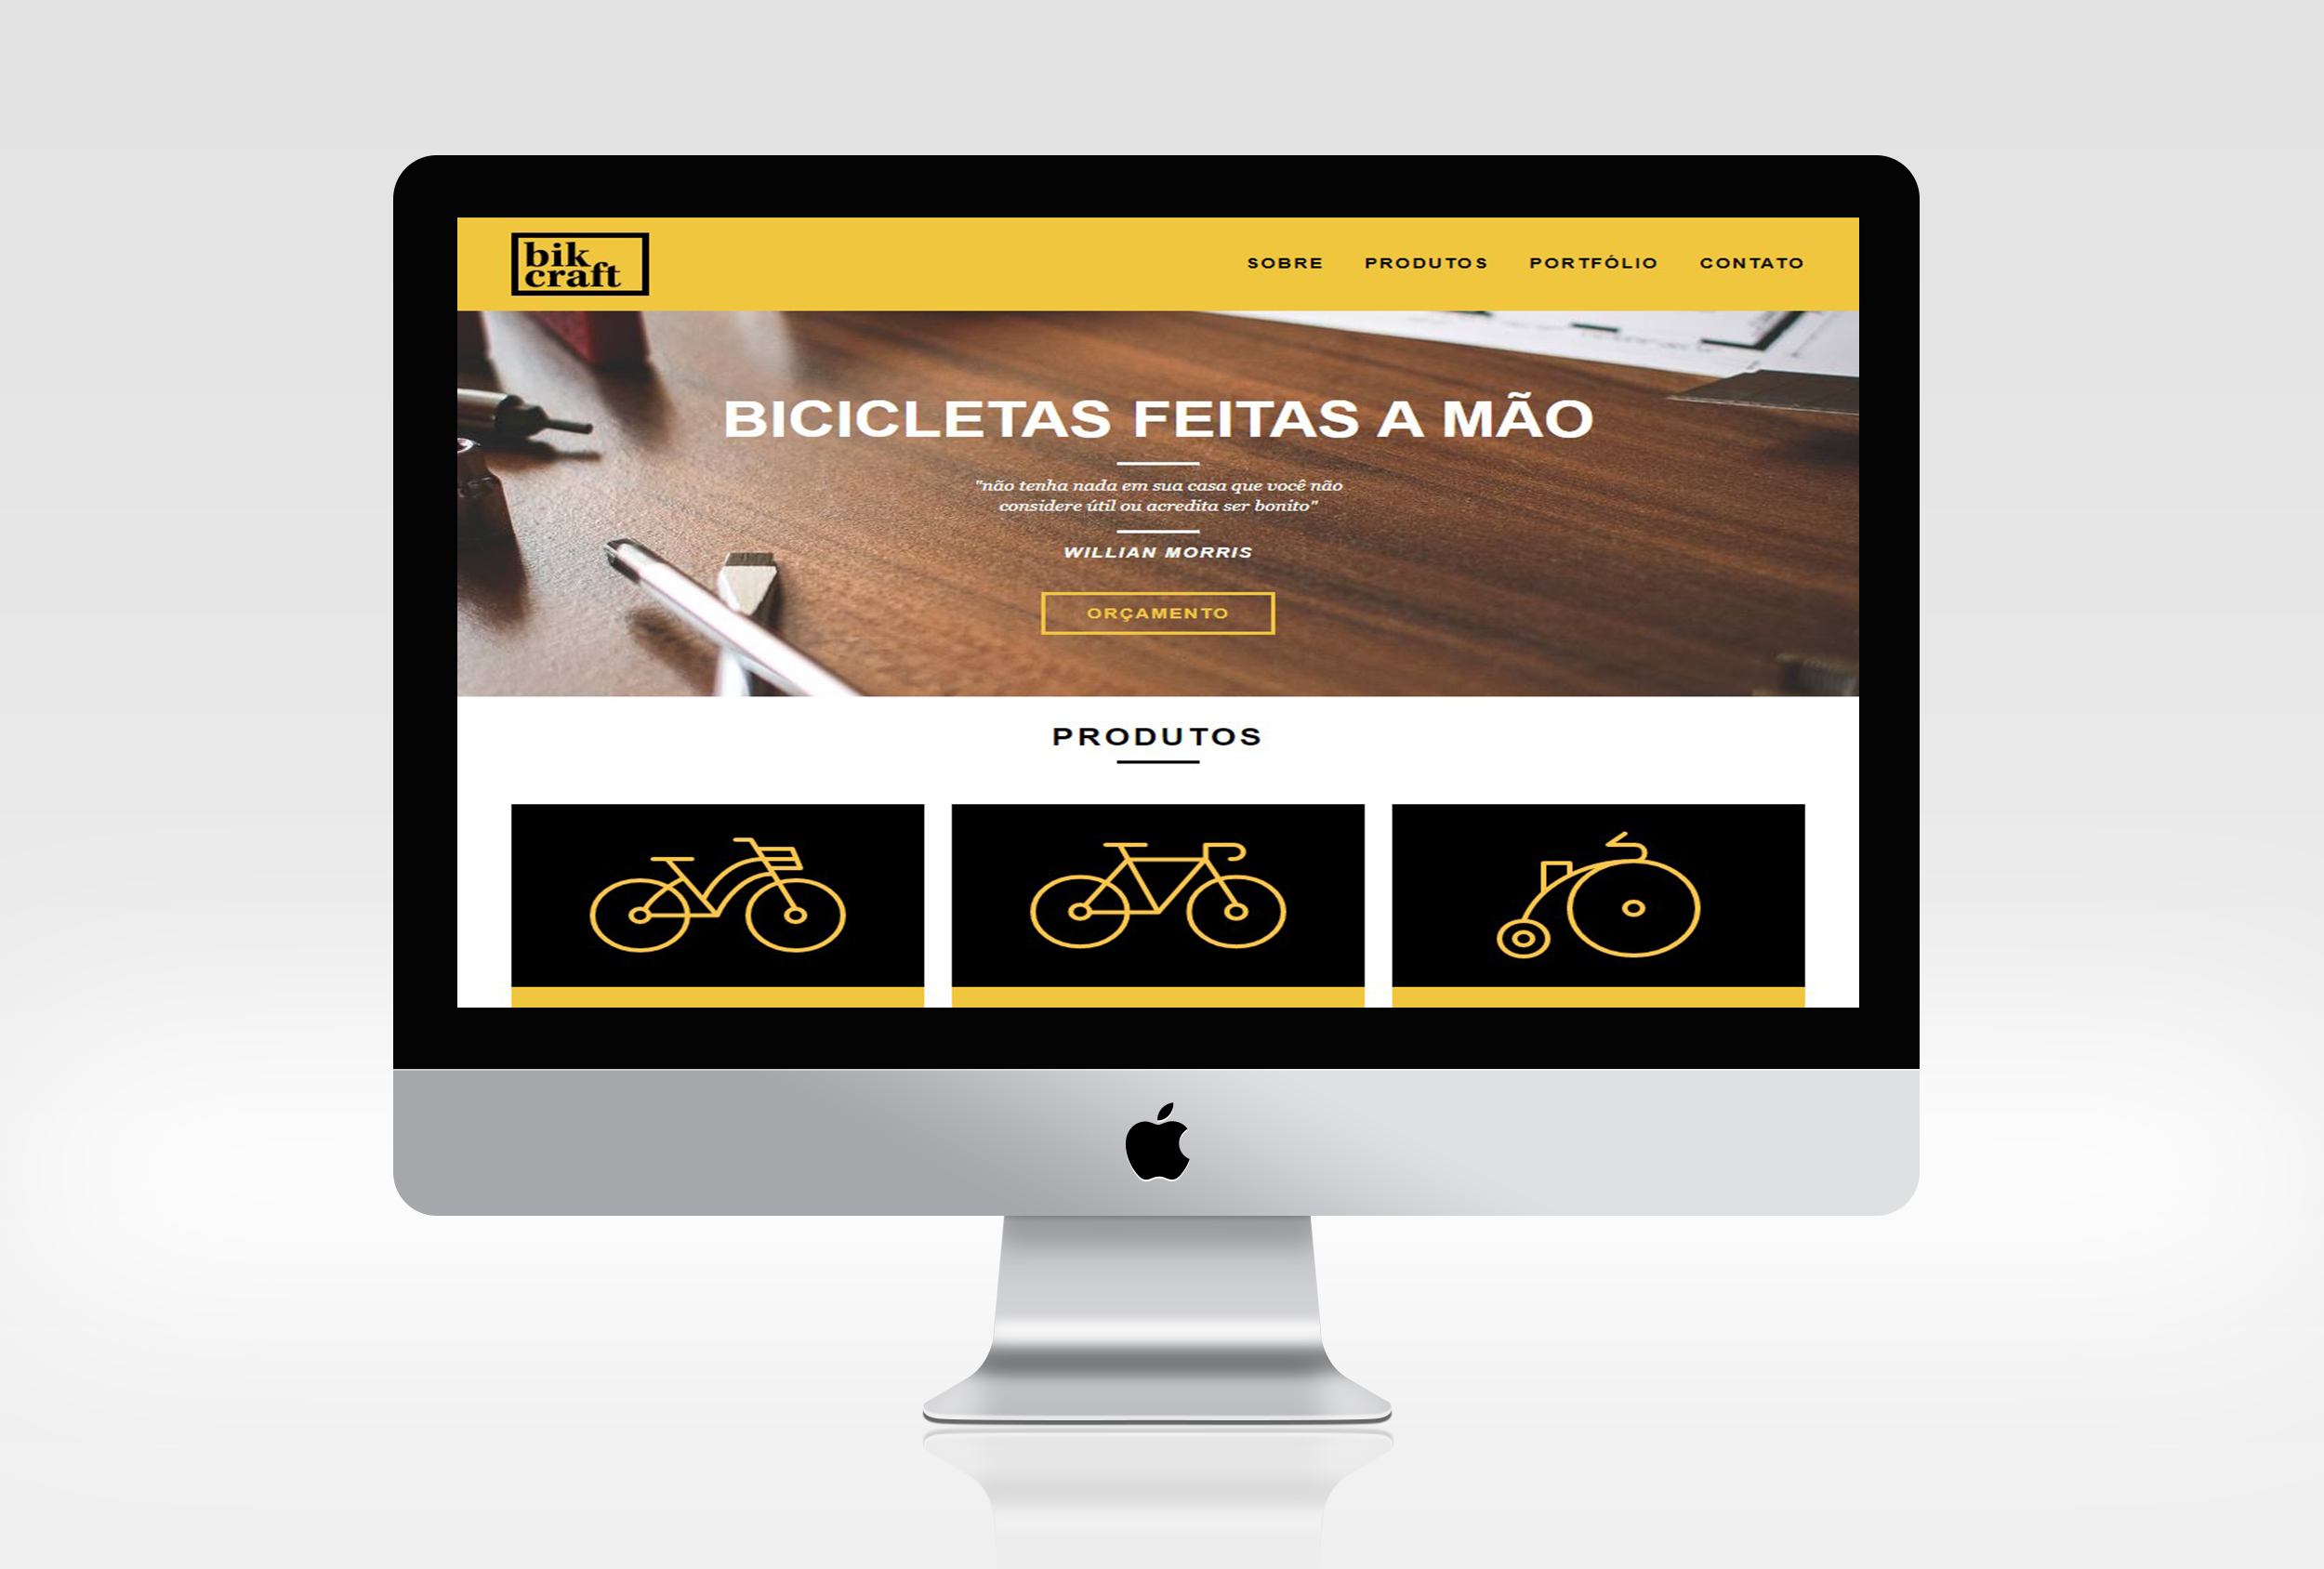 bik
craft
SOBRE PRODUTOS PORTFÓLIO CONTATO
BICICLETAS FEITAS A MÃO
"não tenha nada em sua casa que você não
considere útil ou acredita ser bonito"
WILLIAN MORRIS
ORÇAMENTO
PRODUTOS